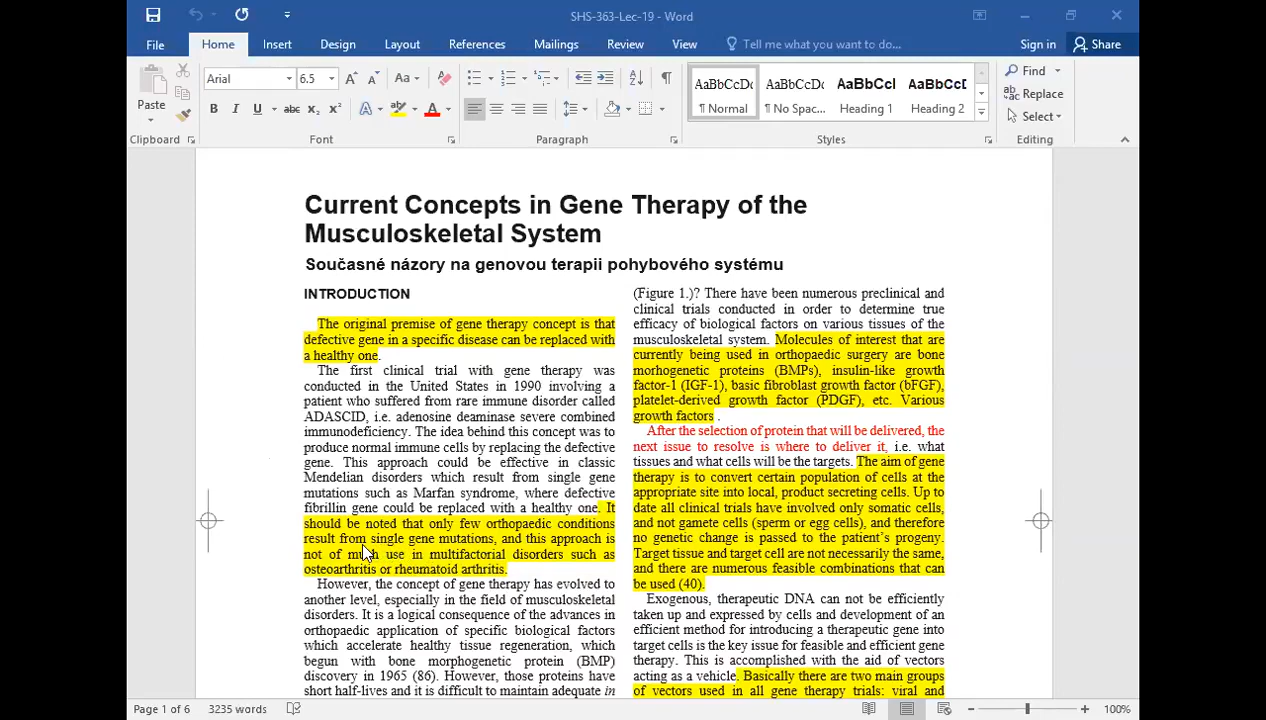 SHS-363-Lec-19 - Word
File Home Insert Design Layout References Mailings Review View Tell me what you want to do... Sign in Share
Paste
Clipboard
Arial 6.5
Font
Paragraph
AaBbCcDc AaBbCcDc AaBbCcI AaBbCcD
¶ Normal ¶ No Spac... Heading 1 Heading 2
Styles
Find
Replace
Select
Editing
Current Concepts in Gene Therapy of the
Musculoskeletal System
Současné názory na genovou terapii pohybového systému
INTRODUCTION
The original premise of gene therapy concept is that
defective gene in a specific disease can be replaced with
a healthy one.
The first clinical trial with gene therapy was
conducted in the United States in 1990 involving a
patient who suffered from rare immune disorder called
ADASCID, i.e. adenosine deaminase severe combined
immunodeficiency. The idea behind this concept was to
produce normal immune cells by replacing the defective
gene. This approach could be effective in classic
Mendelian disorders which result from single gene
mutations such as Marfan syndrome, where defective
fibrillin gene could be replaced with a healthy one. It
should be noted that only few orthopaedic conditions
result from single gene mutations, and this approach is
not of much use in multifactorial disorders such as
osteoarthritis or rheumatoid arthritis.
However, the concept of gene therapy has evolved to
another level, especially in the field of musculoskeletal
disorders. It is a logical consequence of the advances in
orthopaedic application of specific biological factors
which accelerate healthy tissue regeneration, which
begun with bone morphogenetic protein (BMP)
discovery in 1965 (86). However, those proteins have
short half-lives and it is difficult to maintain adequate in
(Figure 1.)? There have been numerous preclinical and
clinical trials conducted in order to determine true
efficacy of biological factors on various tissues of the
musculoskeletal system. Molecules of interest that are
currently being used in orthopaedic surgery are bone
morhogenetic proteins (BMPs), insulin-like growth
factor-1 (IGF-1), basic fibroblast growth factor (bFGF),
platelet-derived growth factor (PDGF), etc. Various
growth factors .
After the selection of protein that will be delivered, the
next issue to resolve is where to deliver it, i.e. what
tissues and what cells will be the targets. The aim of gene
therapy is to convert certain population of cells at the
appropriate site into local, product secreting cells. Up to
date all clinical trials have involved only somatic cells,
and not gamete cells (sperm or egg cells), and therefore
no genetic change is passed to the patient's progeny.
Target tissue and target cell are not necessarily the same,
and there are numerous feasible combinations that can
be used (40).
Exogenous, therapeutic DNA can not be efficiently
taken up and expressed by cells and development of an
efficient method for introducing a therapeutic gene into
target cells is the key issue for feasible and efficient gene
therapy. This is accomplished with the aid of vectors
acting as a vehicle. Basically there are two main groups
of vectors used in all gene therapy trials: viral and
Page 1 of 6 3235 words 100%